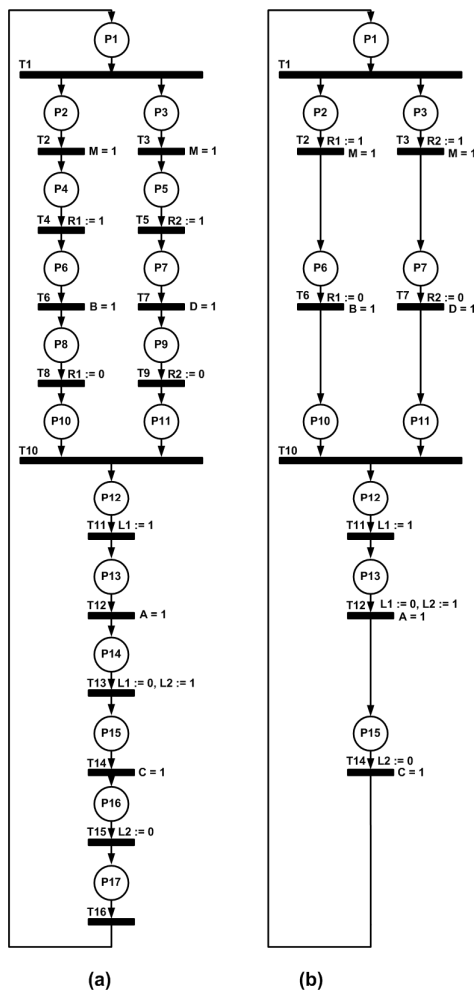 P1
T1
P2
P3
T2
M = 1
T3
M = 1
P4
P5
T4
R1 := 1
T5
R2 := 1
P6
P7
T6
B = 1
T7
D = 1
P8
P9
T8
R1 := 0
T9
R2 := 0
P10
P11
T10
P12
T11
L1 := 1
P13
T12
A = 1
P14
T13
L1 := 0, L2 := 1
P15
T14
C = 1
P16
T15
L2 := 0
P17
T16
(a)
P1
T1
P2
P3
T2
R1 := 1
M = 1
T3
R2 := 1
M = 1
P6
P7
T6
R1 := 0
B = 1
T7
R2 := 0
D = 1
P10
P11
T10
P12
T11
L1 := 1
P13
T12
L1 := 0, L2 := 1
A = 1
P15
T14
L2 := 0
C = 1
(b)